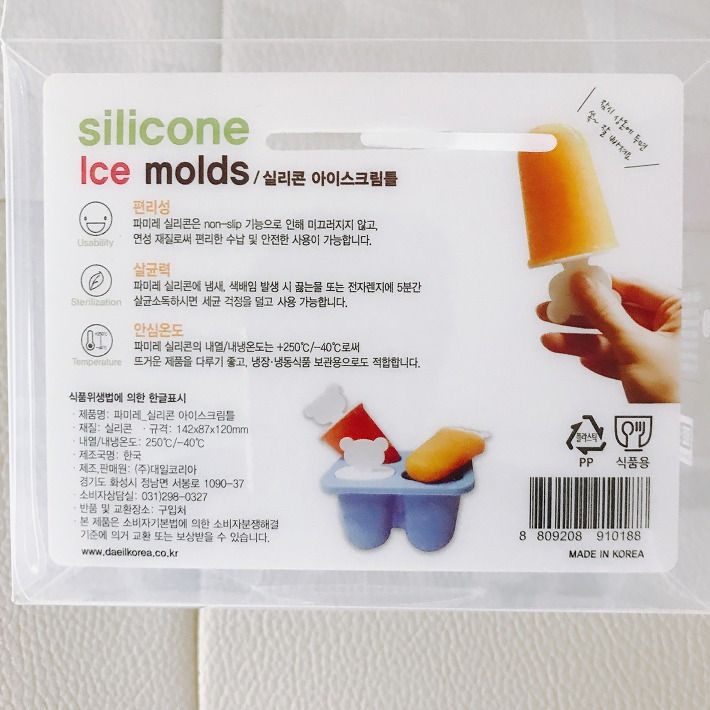 silicone
Ice molds / 실리콘 아이스크림틀
잠시 상온에 두면
쏙~ 잘 빠져요
Usability
편리성
파미레 실리콘은 non-slip 기능으로 인해 미끄러지지 않고,
연성 재질로써 편리한 수납 및 안전한 사용이 가능합니다.
Sterilization
살균력
파미레 실리콘에 냄새, 색배임 발생 시 끓는물 또는 전자렌지에 5분간
살균소독하시면 세균 걱정을 덜고 사용 가능합니다.
Temperature
안심온도
파미레 실리콘의 내열/내냉온도는 +250℃/-40℃로써
뜨거운 제품을 다루기 좋고, 냉장·냉동식품 보관용으로도 적합합니다.
식품위생법에 의한 한글표시
· 제품명: 파미레_실리콘 아이스크림틀
· 재질: 실리콘 · 규격: 142x87x120mm
· 내열/내냉온도: 250℃/-40℃
· 제조국명: 한국
· 제조,판매원: (주)대일코리아
경기도 화성시 정남면 서봉로 1090-37
· 소비자상담실: 031)298-0327
· 반품 및 교환장소: 구입처
· 본 제품은 소비자기본법에 의한 소비자분쟁해결
기준에 의거 교환 또는 보상받을 수 있습니다.
www.daeilkorea.co.kr
플라스틱
PP
식품용
8 809208 910188
MADE IN KOREA